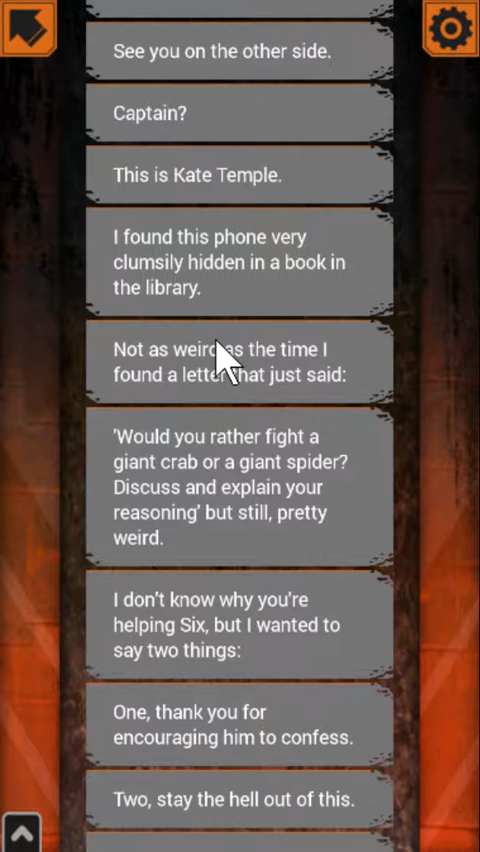 See you on the other side.
Captain?
This is Kate Temple.
I found this phone very
clumsily hidden in a book in
the library.
Not as weird as the time I
found a letter that just said:
'Would you rather fight a
giant crab or a giant spider?
Discuss and explain your
reasoning' but still, pretty
weird.
I don't know why you're
helping Six, but I wanted to
say two things:
One, thank you for
encouraging him to confess.
Two, stay the hell out of this.